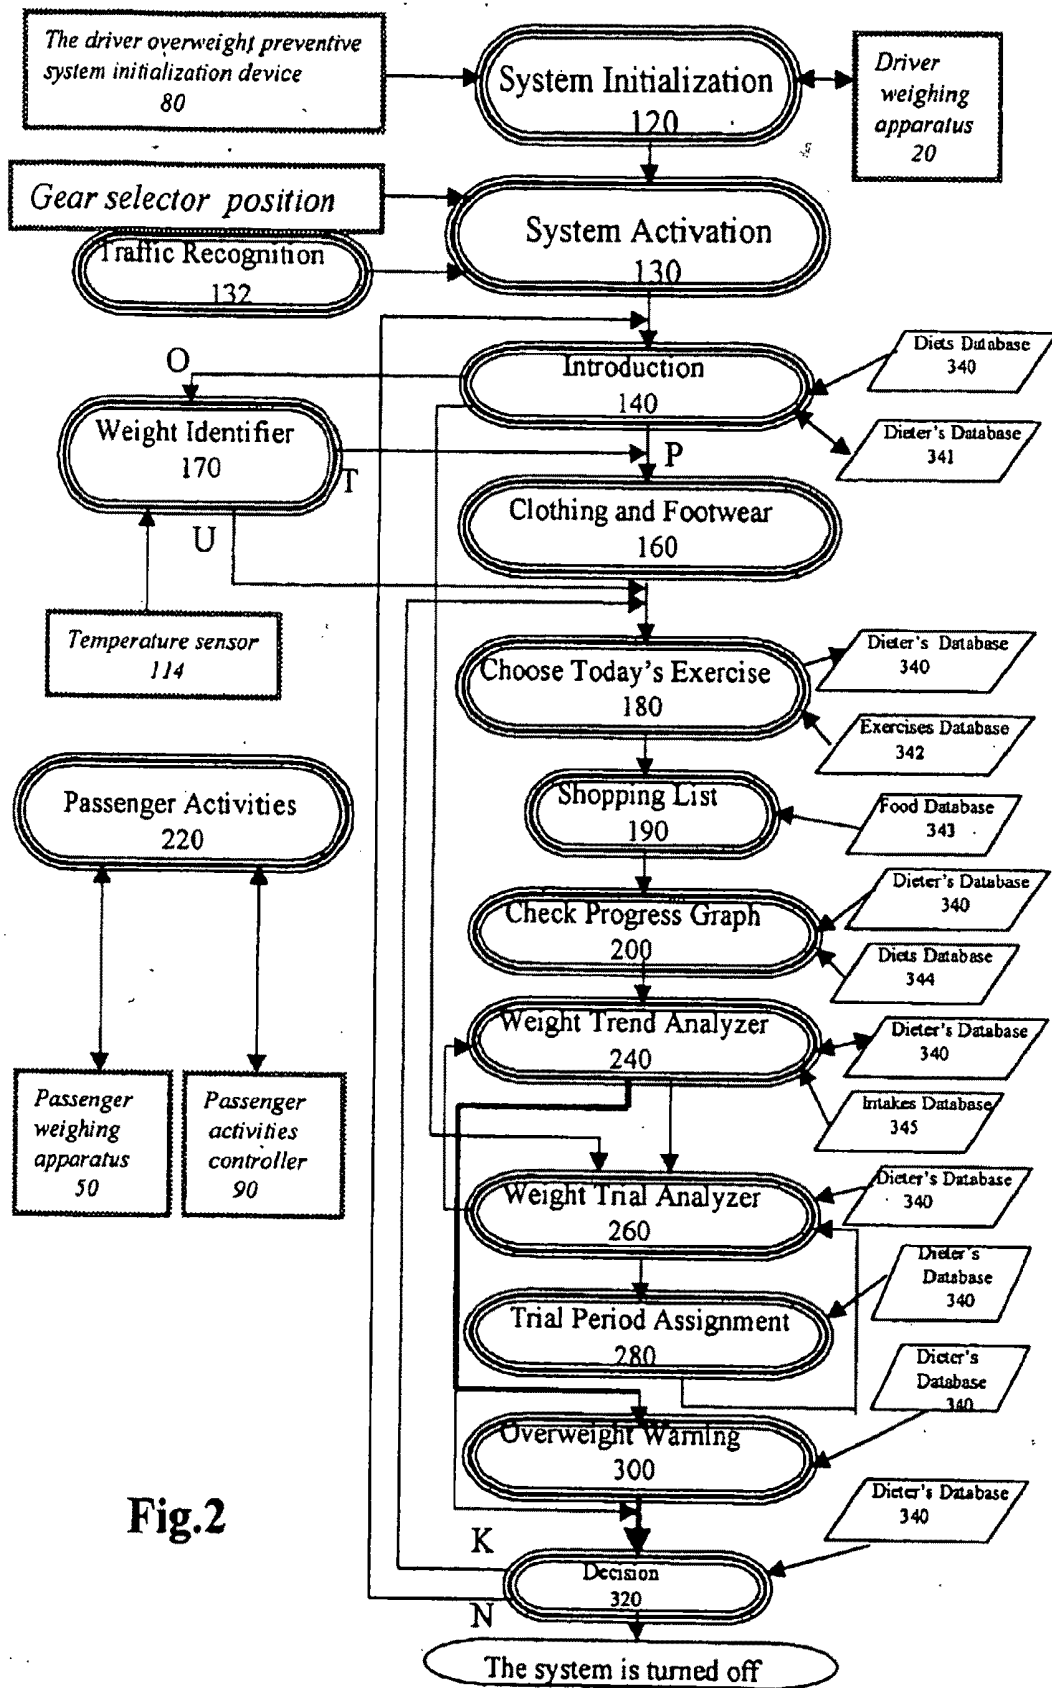 The driver overweight preventive
system initialization device
80
System Initialization
120
Driver
weighing
apparatus
20
Gear selector position
System Activation
130
Traffic Recognition
132
O
Introduction
140
Diets Database
340
Dieter's Database
341
Weight Identifier
170
T
P
U
Clothing and Footwear
160
Temperature sensor
114
Choose Today's Exercise
180
Dieter's Database
340
Exercises Database
342
Passenger Activities
220
Shopping List
190
Food Database
343
Check Progress Graph
200
Dieter's Database
340
Diets Database
344
Weight Trend Analyzer
240
Dieter's Database
340
Intakes Database
345
Passenger
weighing
apparatus
50
Passenger
activities
controller
90
Weight Trial Analyzer
260
Dieter's Database
340
Trial Period Assignment
280
Dieter's
Database
340
Overweight Warning
300
Dieter's
Database
340
Fig.2
K
Decision
320
Dieter's Database
340
N
The system is turned off